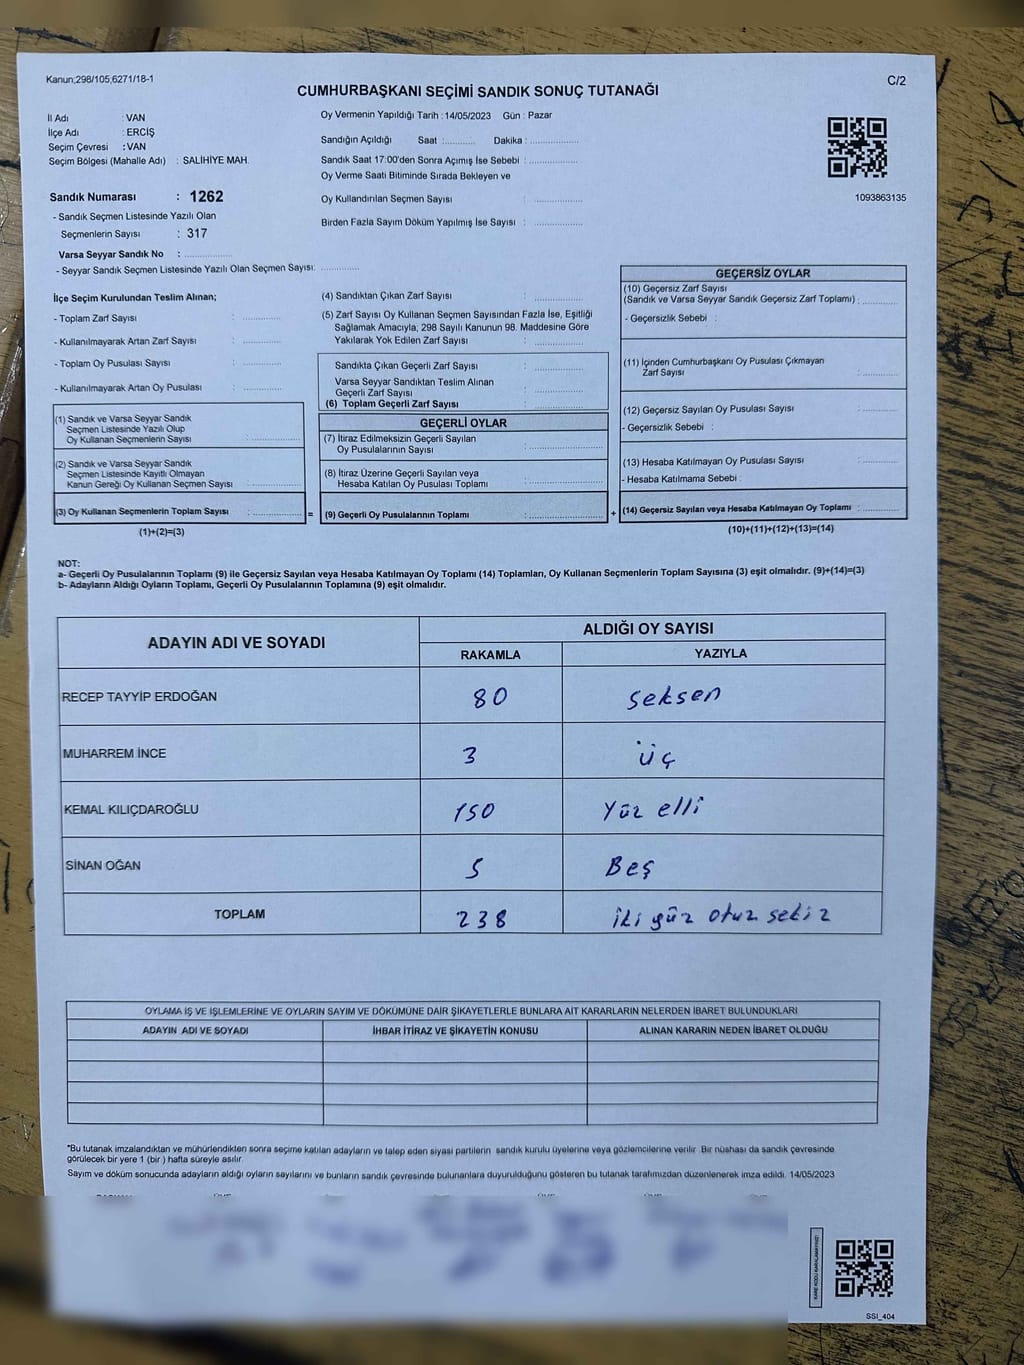 Kanun;298/105,6271/18-1
C/2
CUMHURBAŞKANI SEÇİMİ SANDIK SONUÇ TUTANAĞI
İl Adı : VAN
İlçe Adı : ERCİŞ
Seçim Çevresi : VAN
Seçim Bölgesi (Mahalle Adı) : SALİHİYE MAH.
Sandık Numarası : 1262
- Sandık Seçmen Listesinde Yazılı Olan
Seçmenlerin Sayısı : 317
Varsa Seyyar Sandık No : ..............
- Seyyar Sandık Seçmen Listesinde Yazılı Olan Seçmen Sayısı: ............
Oy Vermenin Yapıldığı Tarih : 14/05/2023 Gün : Pazar
Sandığın Açıldığı Saat :........... Dakika : ...............
Sandık Saat 17:00'den Sonra Açımış İse Sebebi : ...............
Oy Verme Saati Bitiminde Sırada Bekleyen ve
Oy Kullandırılan Seçmen Sayısı : ...............
Birden Fazla Sayım Döküm Yapılmış İse Sayısı : ...............
1093863135
İlçe Seçim Kurulundan Teslim Alınan;
- Toplam Zarf Sayısı : ............
- Kullanılmayarak Artan Zarf Sayısı : ............
- Toplam Oy Pusulası Sayısı : ............
- Kullanılmayarak Artan Oy Pusulası : ............
(1) Sandık ve Varsa Seyyar Sandık
Seçmen Listesinde Yazılı Olup
Oy Kullanan Seçmenlerin Sayısı : ...............
(2) Sandık ve Varsa Seyyar Sandık
Seçmen Listesinde Kayıtlı Olmayan
Kanun Gereği Oy Kullanan Seçmen Sayısı : ...............
(3) Oy Kullanan Seçmenlerin Toplam Sayısı : ............... =
(1)+(2)=(3)
(4) Sandıktan Çıkan Zarf Sayısı : ...............
(5) Zarf Sayısı Oy Kullanan Seçmen Sayısından Fazla İse, Eşitliği
Sağlamak Amacıyla; 298 Sayılı Kanunun 98. Maddesine Göre
Yakılarak Yok Edilen Zarf Sayısı : ...............
Sandıkta Çıkan Geçerli Zarf Sayısı : ...............
Varsa Seyyar Sandıktan Teslim Alınan
Geçerli Zarf Sayısı : ...............
(6) Toplam Geçerli Zarf Sayısı : ...............
GEÇERLİ OYLAR
(7) İtiraz Edilmeksizin Geçerli Sayılan
Oy Pusulalarının Sayısı : ...............
(8) İtiraz Üzerine Geçerli Sayılan veya
Hesaba Katılan Oy Pusulası Toplamı : ...............
(9) Geçerli Oy Pusulalarının Toplamı : ............... +
GEÇERSİZ OYLAR
(10) Geçersiz Zarf Sayısı
(Sandık ve Varsa Seyyar Sandık Geçersiz Zarf Toplamı) : ............
- Geçersizlik Sebebi :
(11) İçinden Cumhurbaşkanı Oy Pusulası Çıkmayan
Zarf Sayısı : ............
(12) Geçersiz Sayılan Oy Pusulası Sayısı : ............
- Geçersizlik Sebebi :
(13) Hesaba Katılmayan Oy Pusulası Sayısı : ............
- Hesaba Katılmama Sebebi :
(14) Geçersiz Sayılan veya Hesaba Katılmayan Oy Toplamı : ............
(10)+(11)+(12)+(13)=(14)
NOT:
a- Geçerli Oy Pusulalarının Toplamı (9) ile Geçersiz Sayılan veya Hesaba Katılmayan Oy Toplamı (14) Toplamları, Oy Kullanan Seçmenlerin Toplam Sayısına (3) eşit olmalıdır. (9)+(14)=(3)
b- Adayların Aldığı Oyların Toplamı, Geçerli Oy Pusulalarının Toplamına (9) eşit olmalıdır.
ADAYIN ADI VE SOYADI ALDIĞI OY SAYISI
RAKAMLA YAZIYLA
RECEP TAYYİP ERDOĞAN 80 seksen
MUHARREM İNCE 3 üç
KEMAL KILIÇDAROĞLU 150 Yüz elli
SİNAN OĞAN 5 Beş
TOPLAM 238 iki yüz otuz sekiz
OYLAMA İŞ VE İŞLEMLERİNE VE OYLARIN SAYIM VE DÖKÜMÜNE DAİR ŞİKAYETLERLE BUNLARA AİT KARARLARIN NELERDEN İBARET BULUNDUKLARI
ADAYIN ADI VE SOYADI İHBAR İTİRAZ VE ŞİKAYETİN KONUSU ALINAN KARARIN NEDEN İBARET OLDUĞU
*Bu tutanak imzalandıktan ve mühürlendikten sonra seçime katılan adayların ve talep eden siyasi partilerin sandık kurulu üyelerine veya gözlemcilerine verilir. Bir nüshası da sandık çevresinde
görülecek bir yere 1 (bir ) hafta süreyle asılır.
Sayım ve döküm sonucunda adayların aldığı oyların sayılarını ve bunların sandık çevresinde bulunanlara duyurulduğunu gösteren bu tutanak tarafımızdan düzenlenerek imza edildi. 14/05/2023
SSI_404